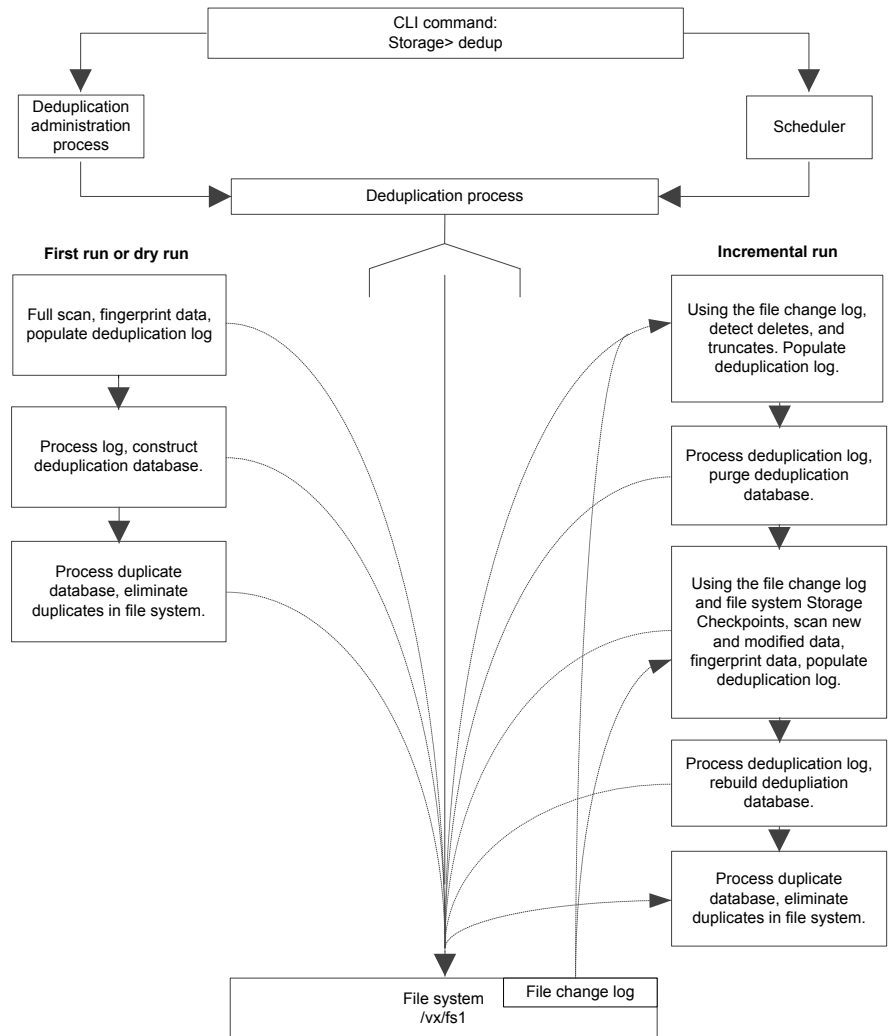 CLI command:
Storage> dedup
Deduplication
administration
process
Scheduler
Deduplication process
First run or dry run
Full scan, fingerprint data,
populate deduplication log
Process log, construct
deduplication database.
Process duplicate
database, eliminate
duplicates in file system.
Incremental run
Using the file change log,
detect deletes, and
truncates. Populate
deduplication log.
Process deduplication log,
purge deduplication
database.
Using the file change log
and file system Storage
Checkpoints, scan new
and modified data,
fingerprint data, populate
deduplication log.
Process deduplication log,
rebuild dedupliation
database.
Process duplicate
database, eliminate
duplicates in file system.
File system
/vx/fs1
File change log